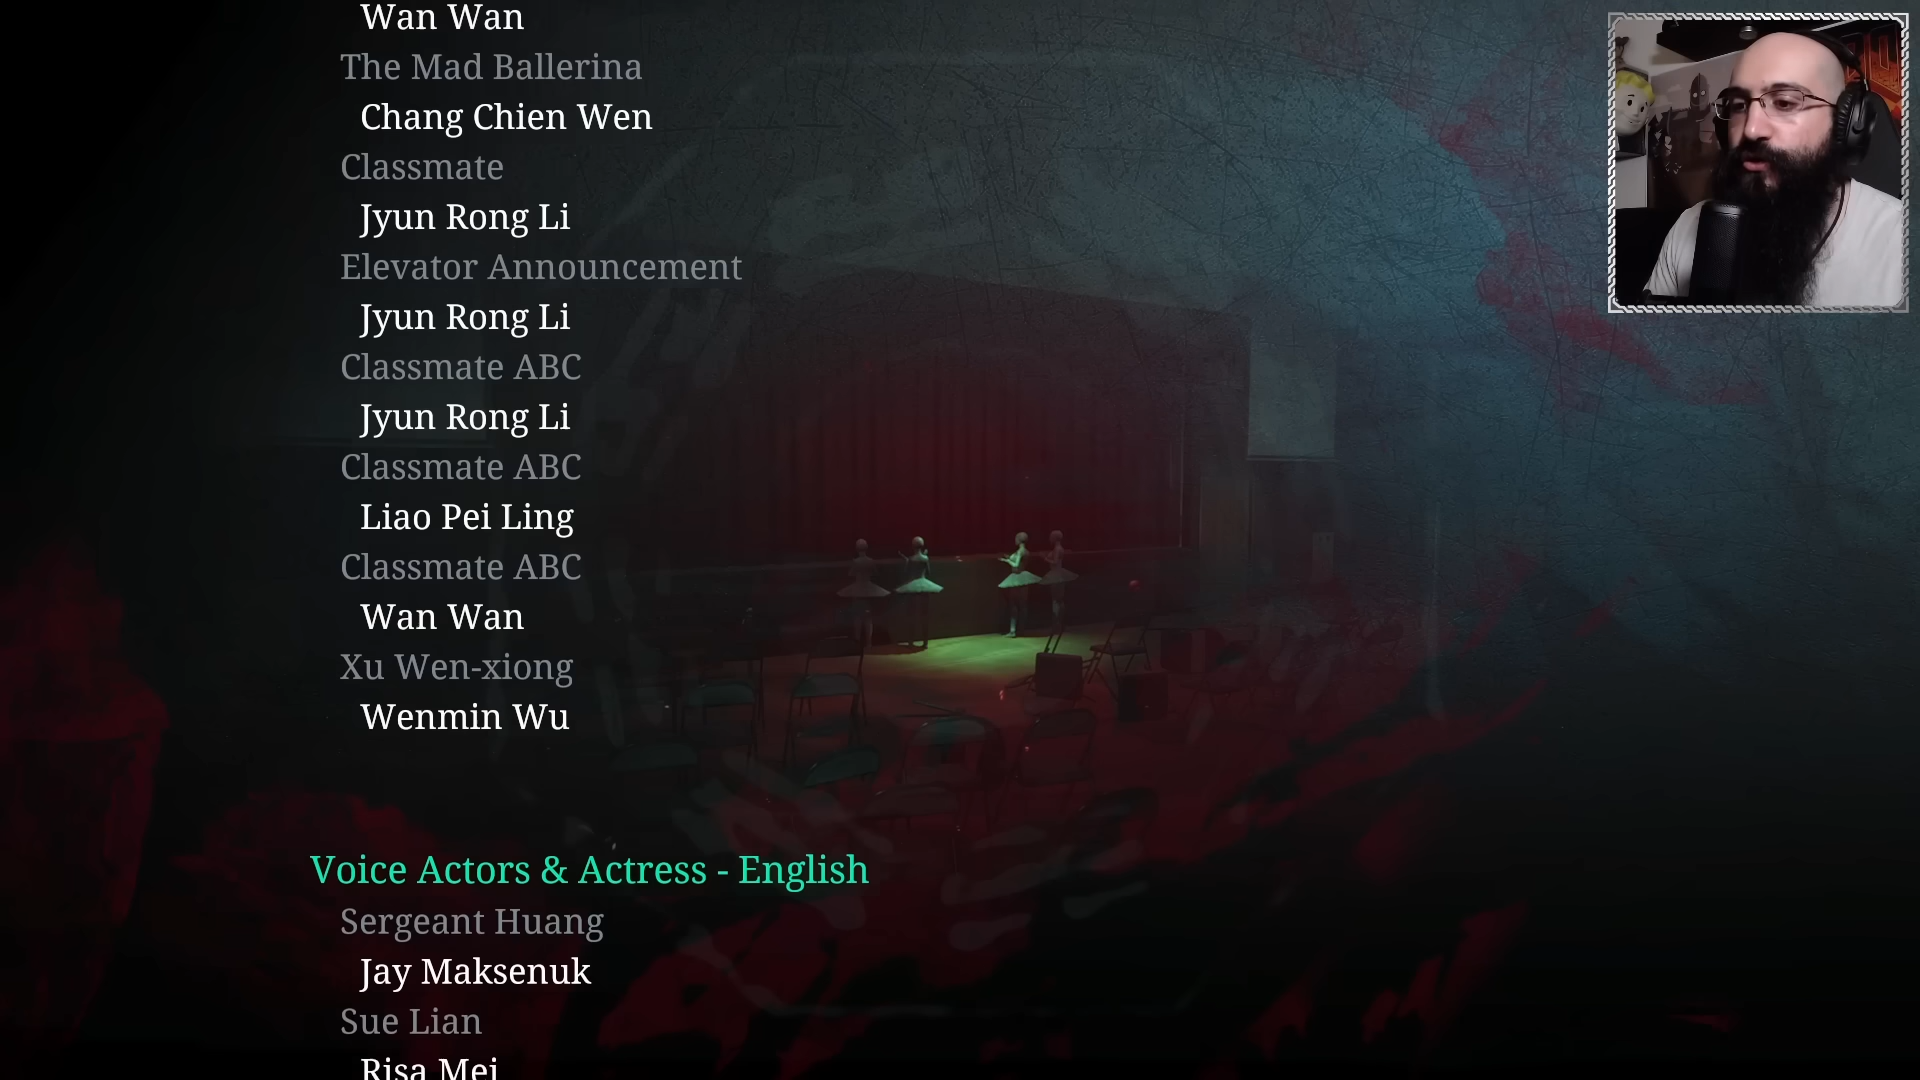 Wan Wan
The Mad Ballerina
Chang Chien Wen
Classmate
Jyun Rong Li
Elevator Announcement
Jyun Rong Li
Classmate ABC
Jyun Rong Li
Classmate ABC
Liao Pei Ling
Classmate ABC
Wan Wan
Xu Wen-xiong
Wenmin Wu
Voice Actors & Actress - English
Sergeant Huang
Jay Maksenuk
Sue Lian
Risa Mei